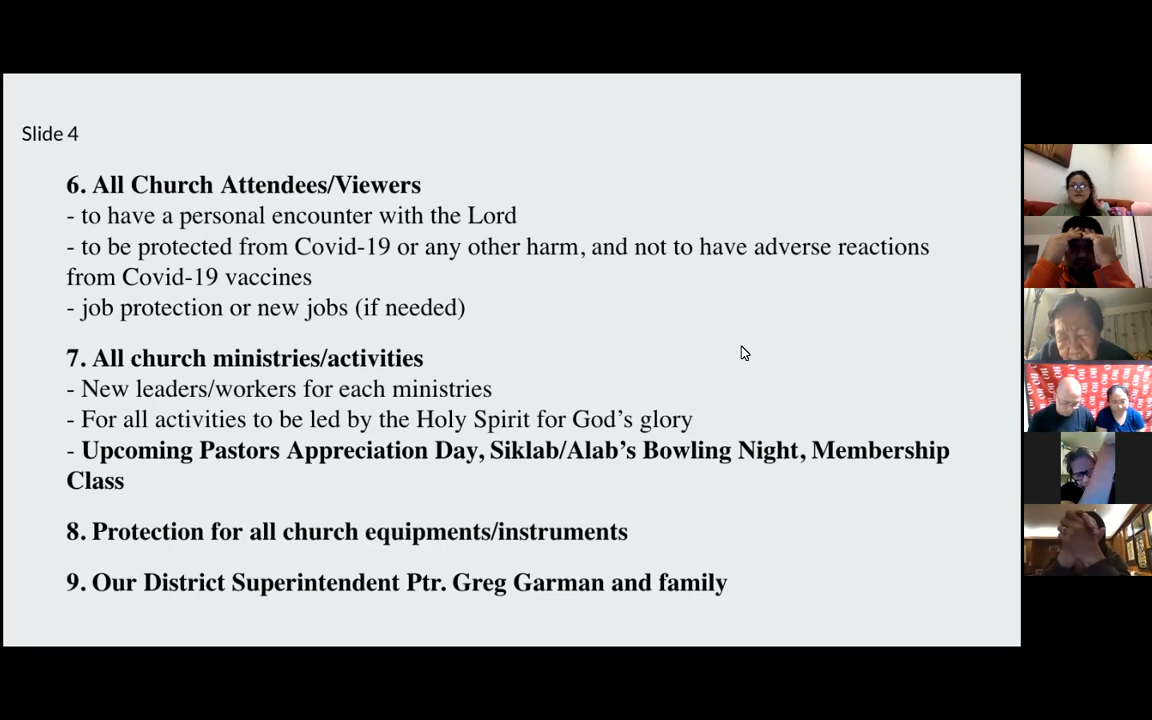 Slide 4
6. All Church Attendees/Viewers
- to have a personal encounter with the Lord
- to be protected from Covid-19 or any other harm, and not to have adverse reactions
from Covid-19 vaccines
- job protection or new jobs (if needed)
7. All church ministries/activities
- New leaders/workers for each ministries
- For all activities to be led by the Holy Spirit for God’s glory
- Upcoming Pastors Appreciation Day, Siklab/Alab’s Bowling Night, Membership
Class
8. Protection for all church equipments/instruments
9. Our District Superintendent Ptr. Greg Garman and family